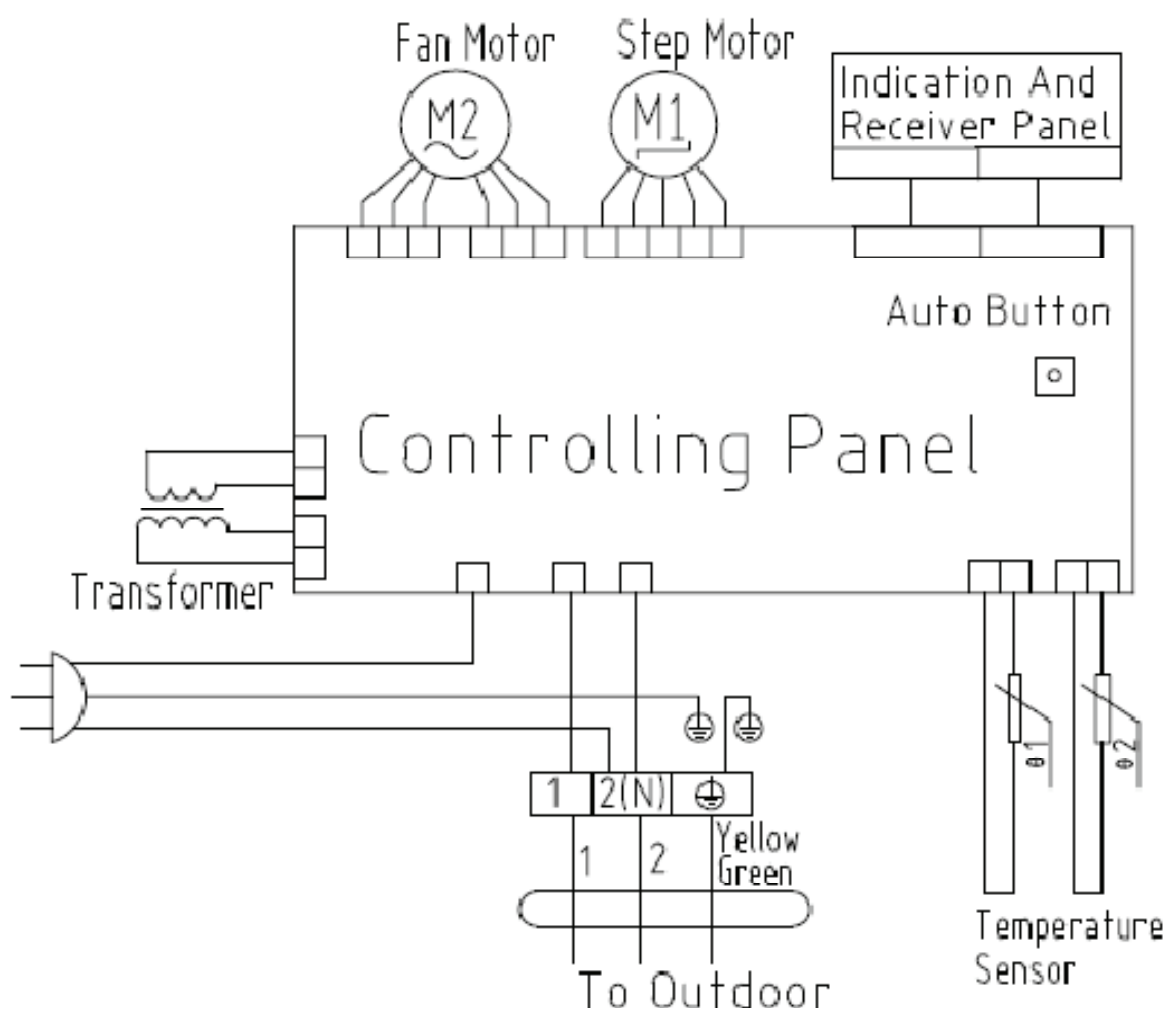 Fan Motor
Step Motor
M2
M1
Indication And
Receiver Panel
Auto Button
Controlling Panel
Transformer
1
2(N)
1
2
Yellow
Green
θ1
θ2
Temperature
Sensor
To Outdoor